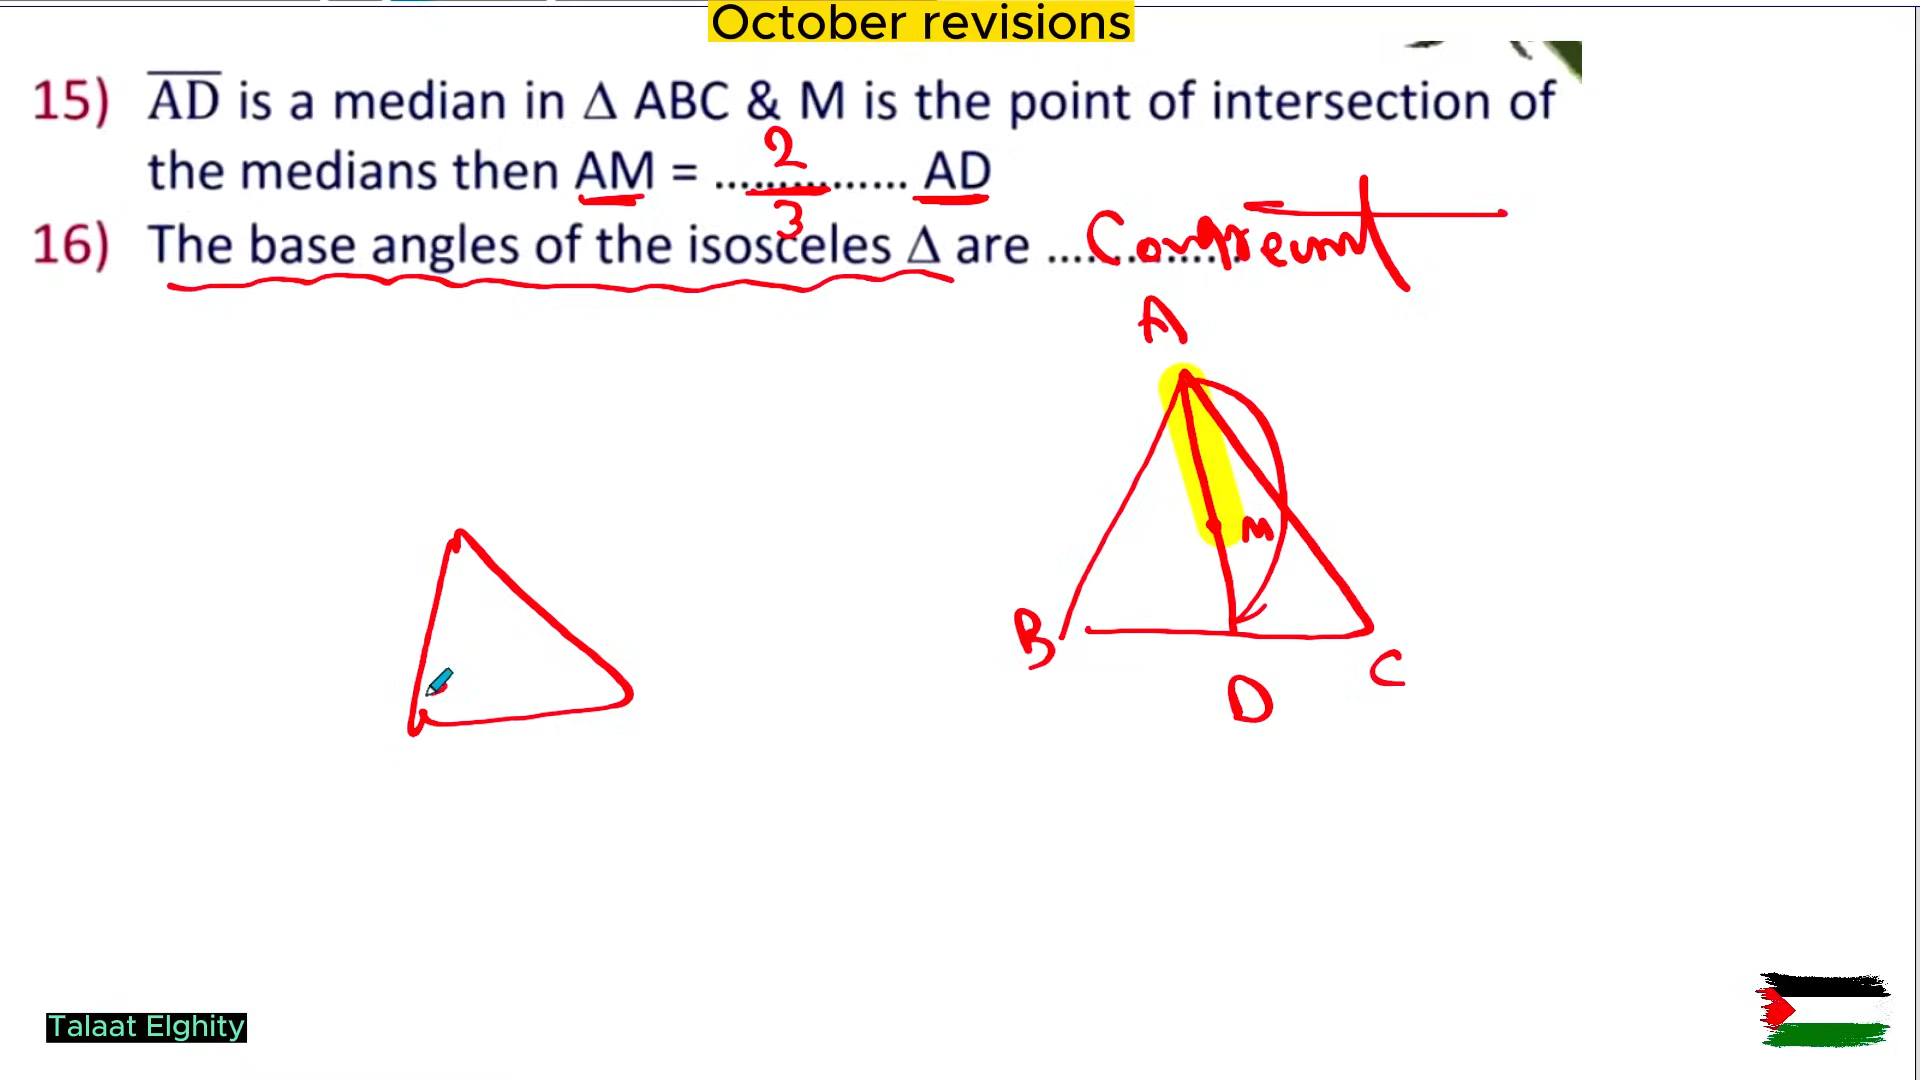 October revisions
15) AD is a median in Δ ABC & M is the point of intersection of
the medians then AM = .............. AD
2
3
16) The base angles of the isosceles Δ are ..............
Congreunt
A
M
B
C
D
Talaat Elghity